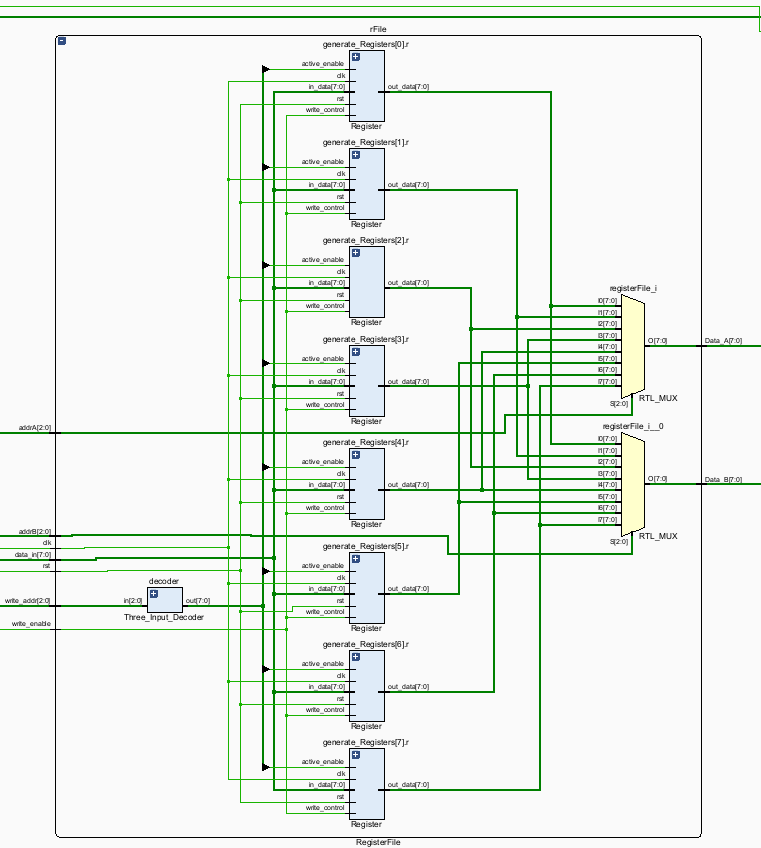 rFile
generate_Registers[0].r
active_enable
clk
in_data[7:0]
out_data[7:0]
rst
write_control
Register
generate_Registers[1].r
active_enable
clk
in_data[7:0]
out_data[7:0]
rst
write_control
Register
generate_Registers[2].r
active_enable
clk
in_data[7:0]
out_data[7:0]
rst
write_control
Register
generate_Registers[3].r
active_enable
clk
in_data[7:0]
out_data[7:0]
rst
write_control
Register
generate_Registers[4].r
active_enable
clk
in_data[7:0]
out_data[7:0]
rst
write_control
Register
generate_Registers[5].r
active_enable
clk
in_data[7:0]
out_data[7:0]
rst
write_control
Register
generate_Registers[6].r
active_enable
clk
in_data[7:0]
out_data[7:0]
rst
write_control
Register
generate_Registers[7].r
active_enable
clk
in_data[7:0]
out_data[7:0]
rst
write_control
Register
registerFile_i
I0[7:0]
I1[7:0]
I2[7:0]
I3[7:0]
I4[7:0]
I5[7:0]
I6[7:0]
I7[7:0]
S[2:0]
O[7:0]
RTL_MUX
Data_A[7:0]
registerFile_i__0
I0[7:0]
I1[7:0]
I2[7:0]
I3[7:0]
I4[7:0]
I5[7:0]
I6[7:0]
I7[7:0]
S[2:0]
O[7:0]
RTL_MUX
Data_B[7:0]
addrA[2:0]
addrB[2:0]
clk
data_in[7:0]
rst
write_addr[2:0]
write_enable
decoder
in[2:0]
out[7:0]
Three_Input_Decoder
RegisterFile